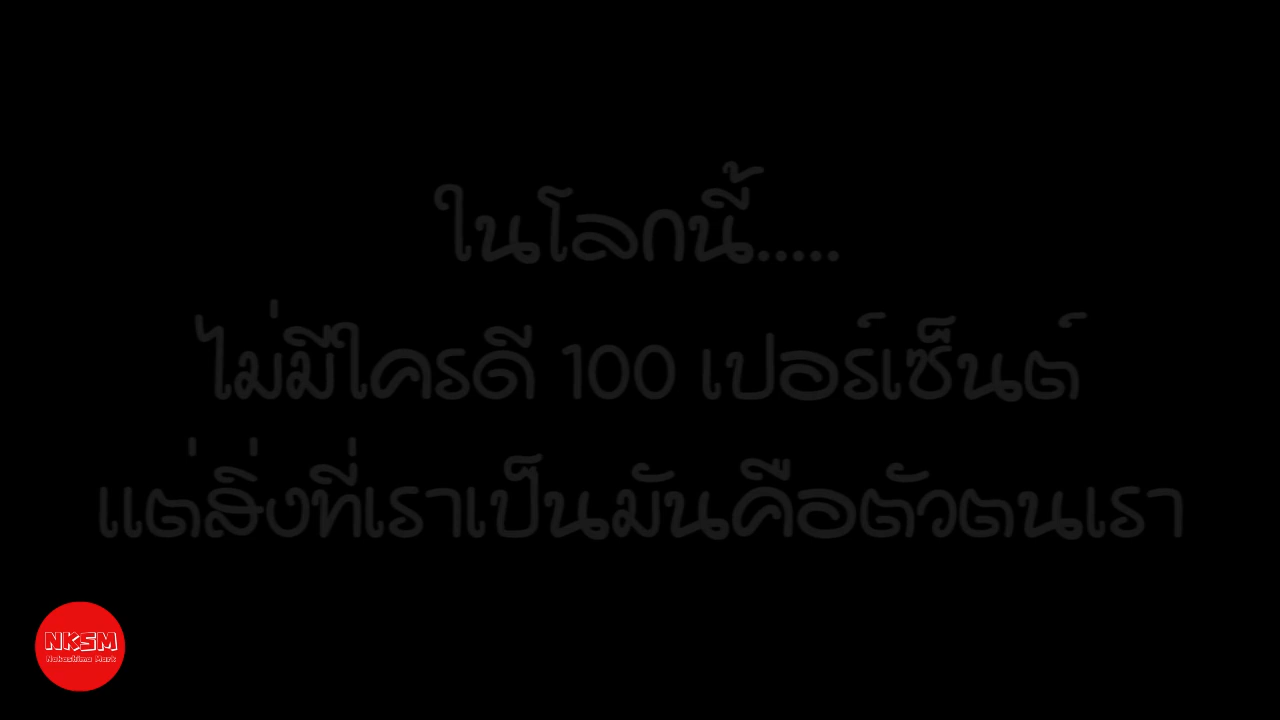 ในโลกนี้.....
ไม่มีใครดี 100 เปอร์เซ็นต์
แต่สิ่งที่เราเป็นมันคือตัวตนเรา
NKSM
Nakashima Mark